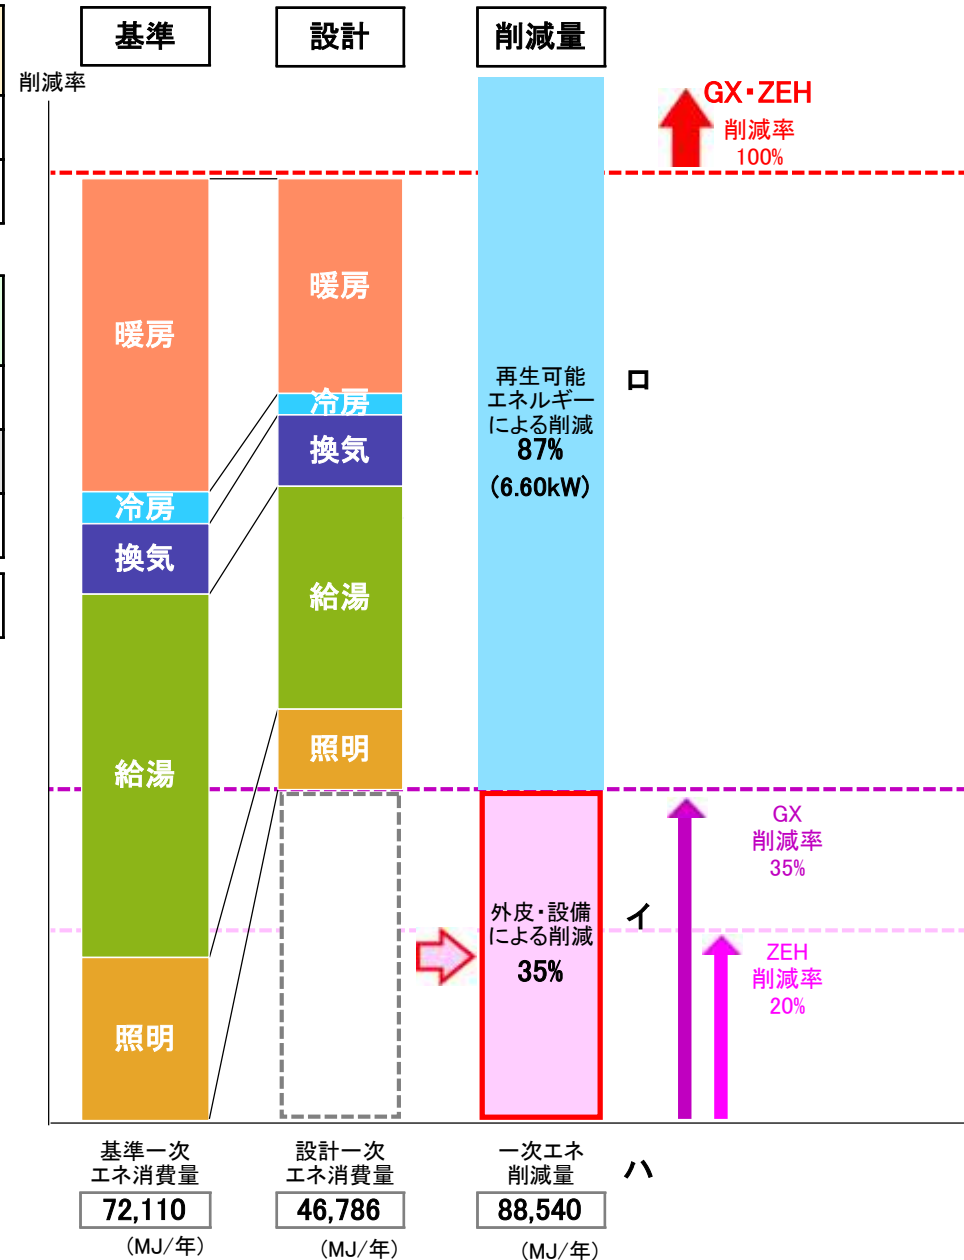 基準
設計
削減量
削減率
GX・ZEH
削減率
100%
暖房
冷房
換気
給湯
照明
暖房
冷房
換気
給湯
照明
再生可能
エネルギー
による削減
87%
(6.60kW)
ロ
外皮・設備
による削減
35%
イ
GX
削減率
35%
ZEH
削減率
20%
基準一次
エネ消費量
72,110
(MJ/年)
設計一次
エネ消費量
46,786
(MJ/年)
一次エネ
削減量
88,540
(MJ/年)
ハ